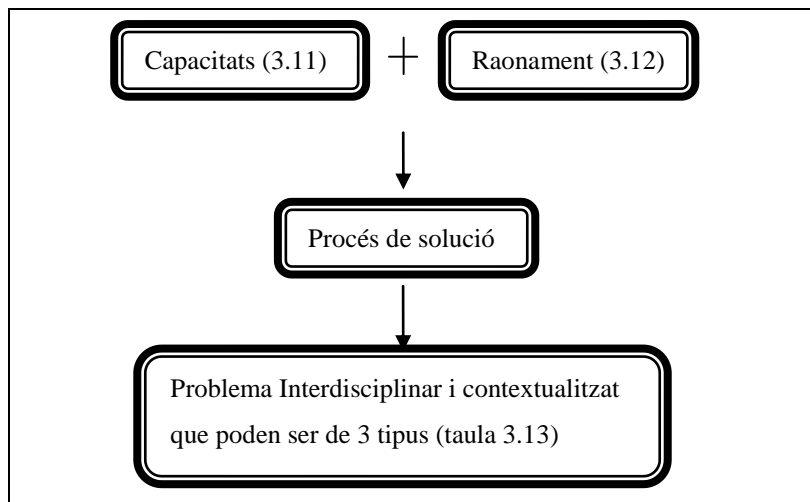 Capacitats (3.11) + Raonament (3.12)
Procés de solució
Problema Interdisciplinar i contextualitzat
que poden ser de 3 tipus (taula 3.13)